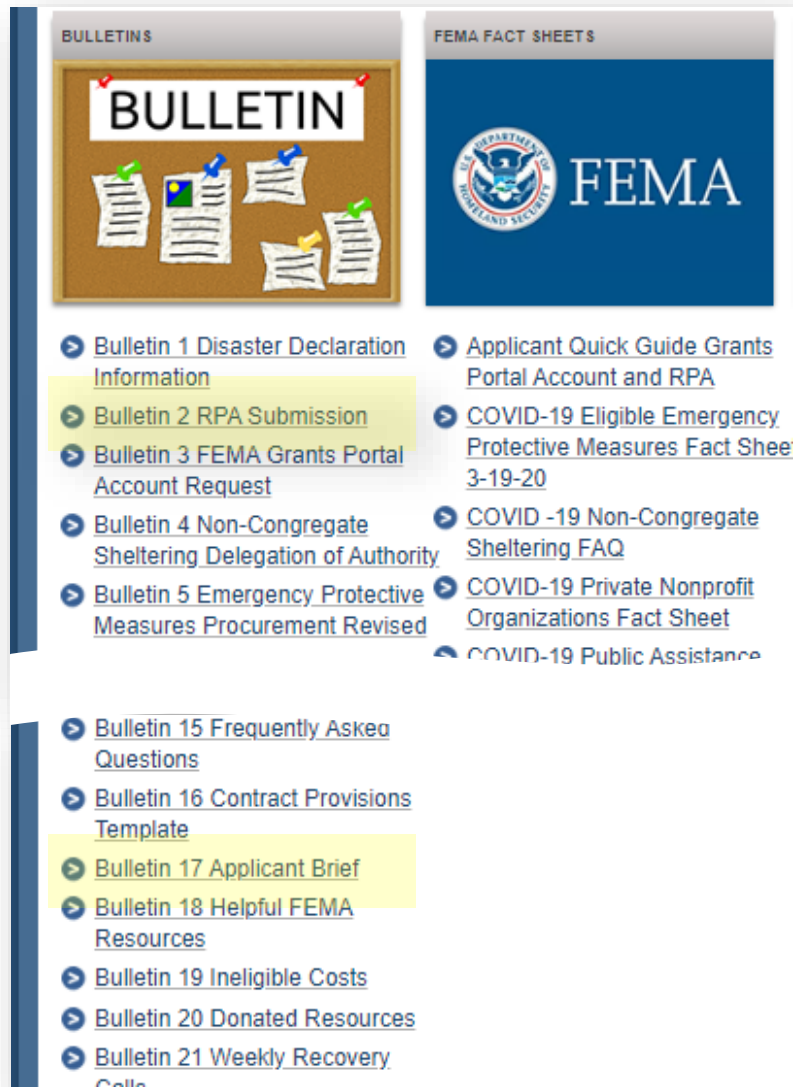 BULLETINS
BULLETIN
Bulletin 1 Disaster Declaration
Information
Bulletin 2 RPA Submission
Bulletin 3 FEMA Grants Portal
Account Request
Bulletin 4 Non-Congregate
Sheltering Delegation of Authority
Bulletin 5 Emergency Protective
Measures Procurement Revised
FEMA FACT SHEETS
U.S. DEPARTMENT OF
HOMELAND SECURITY
FEMA
Applicant Quick Guide Grants
Portal Account and RPA
COVID-19 Eligible Emergency
Protective Measures Fact Sheet
3-19-20
COVID -19 Non-Congregate
Sheltering FAQ
COVID-19 Private Nonprofit
Organizations Fact Sheet
COVID-19 Public Assistance
Bulletin 15 Frequently Asked
Questions
Bulletin 16 Contract Provisions
Template
Bulletin 17 Applicant Brief
Bulletin 18 Helpful FEMA
Resources
Bulletin 19 Ineligible Costs
Bulletin 20 Donated Resources
Bulletin 21 Weekly Recovery
Calls